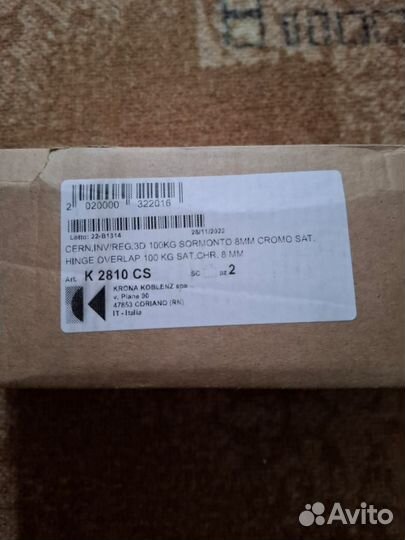 2 020000 322016
Lotto: 22-B1314 28/11/2022
CERN.INV/REG.3D 100KG SORMONTO 8MM CROMO SAT.
HINGE OVERLAP 100 KG SAT.CHR. 8 MM
Art. K 2810 CS SC pz 2
KRONA KOBLENZ spa
v. Piane 90
47853 CORIANO (RN)
IT - Italia
Avito